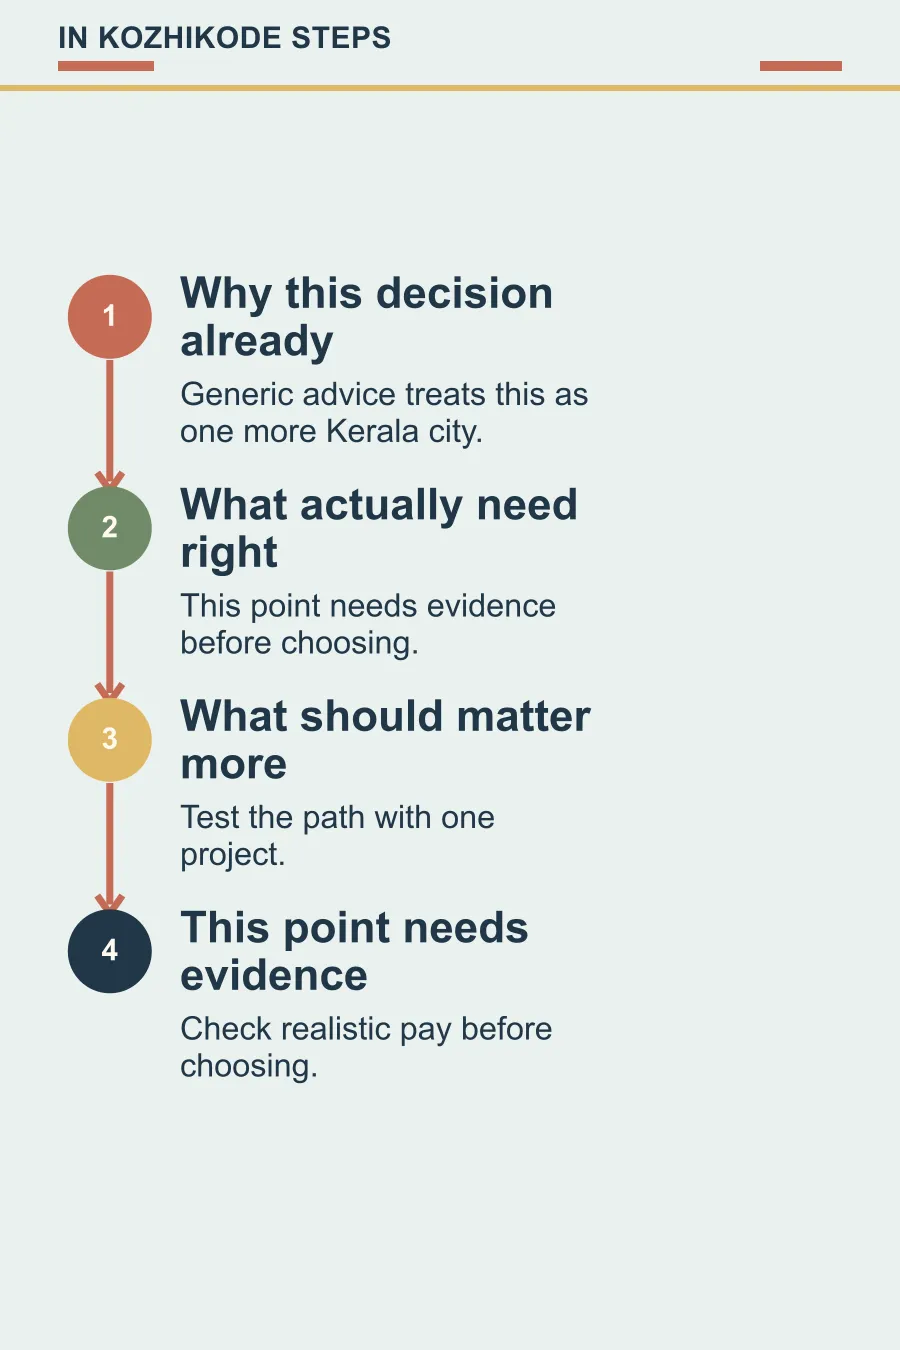 IN KOZHIKODE STEPS
1
Why this decision
already
Generic advice treats this as
one more Kerala city.
2
What actually need
right
This point needs evidence
before choosing.
3
What should matter
more
Test the path with one
project.
4
This point needs
evidence
Check realistic pay before
choosing.